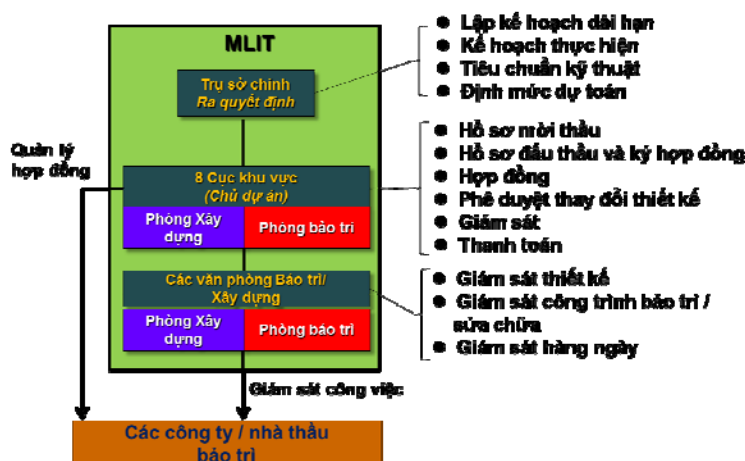 MLIT
Trụ sở chính
Ra quyết định
Lập kế hoạch dài hạn
Kế hoạch thực hiện
Tiêu chuẩn kỹ thuật
Định mức dự toán
Quản lý
hợp đồng
8 Cục khu vực
(Chủ dự án)
Phòng Xây
dựng
Phòng bảo trì
Hồ sơ mời thầu
Hồ sơ đấu thầu và ký hợp đồng
Hợp đồng
Phê duyệt thay đổi thiết kế
Giám sát
Thanh toán
Các văn phòng Bảo trì/
Xây dựng
Phòng Xây
dựng
Phòng bảo trì
Giám sát thiết kế
Giám sát công trình bảo trì /
sửa chữa
Giám sát hàng ngày
Giám sát công việc
Các công ty / nhà thầu
bảo trì